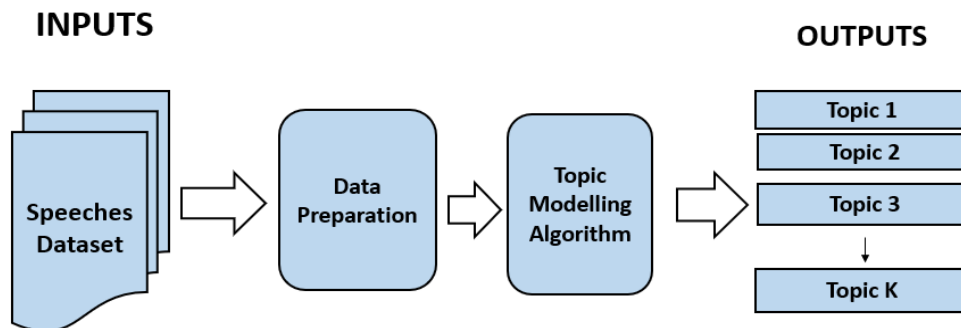 INPUTS
OUTPUTS
Speeches
Dataset
Data
Preparation
Topic
Modelling
Algorithm
Topic 1
Topic 2
Topic 3
Topic K